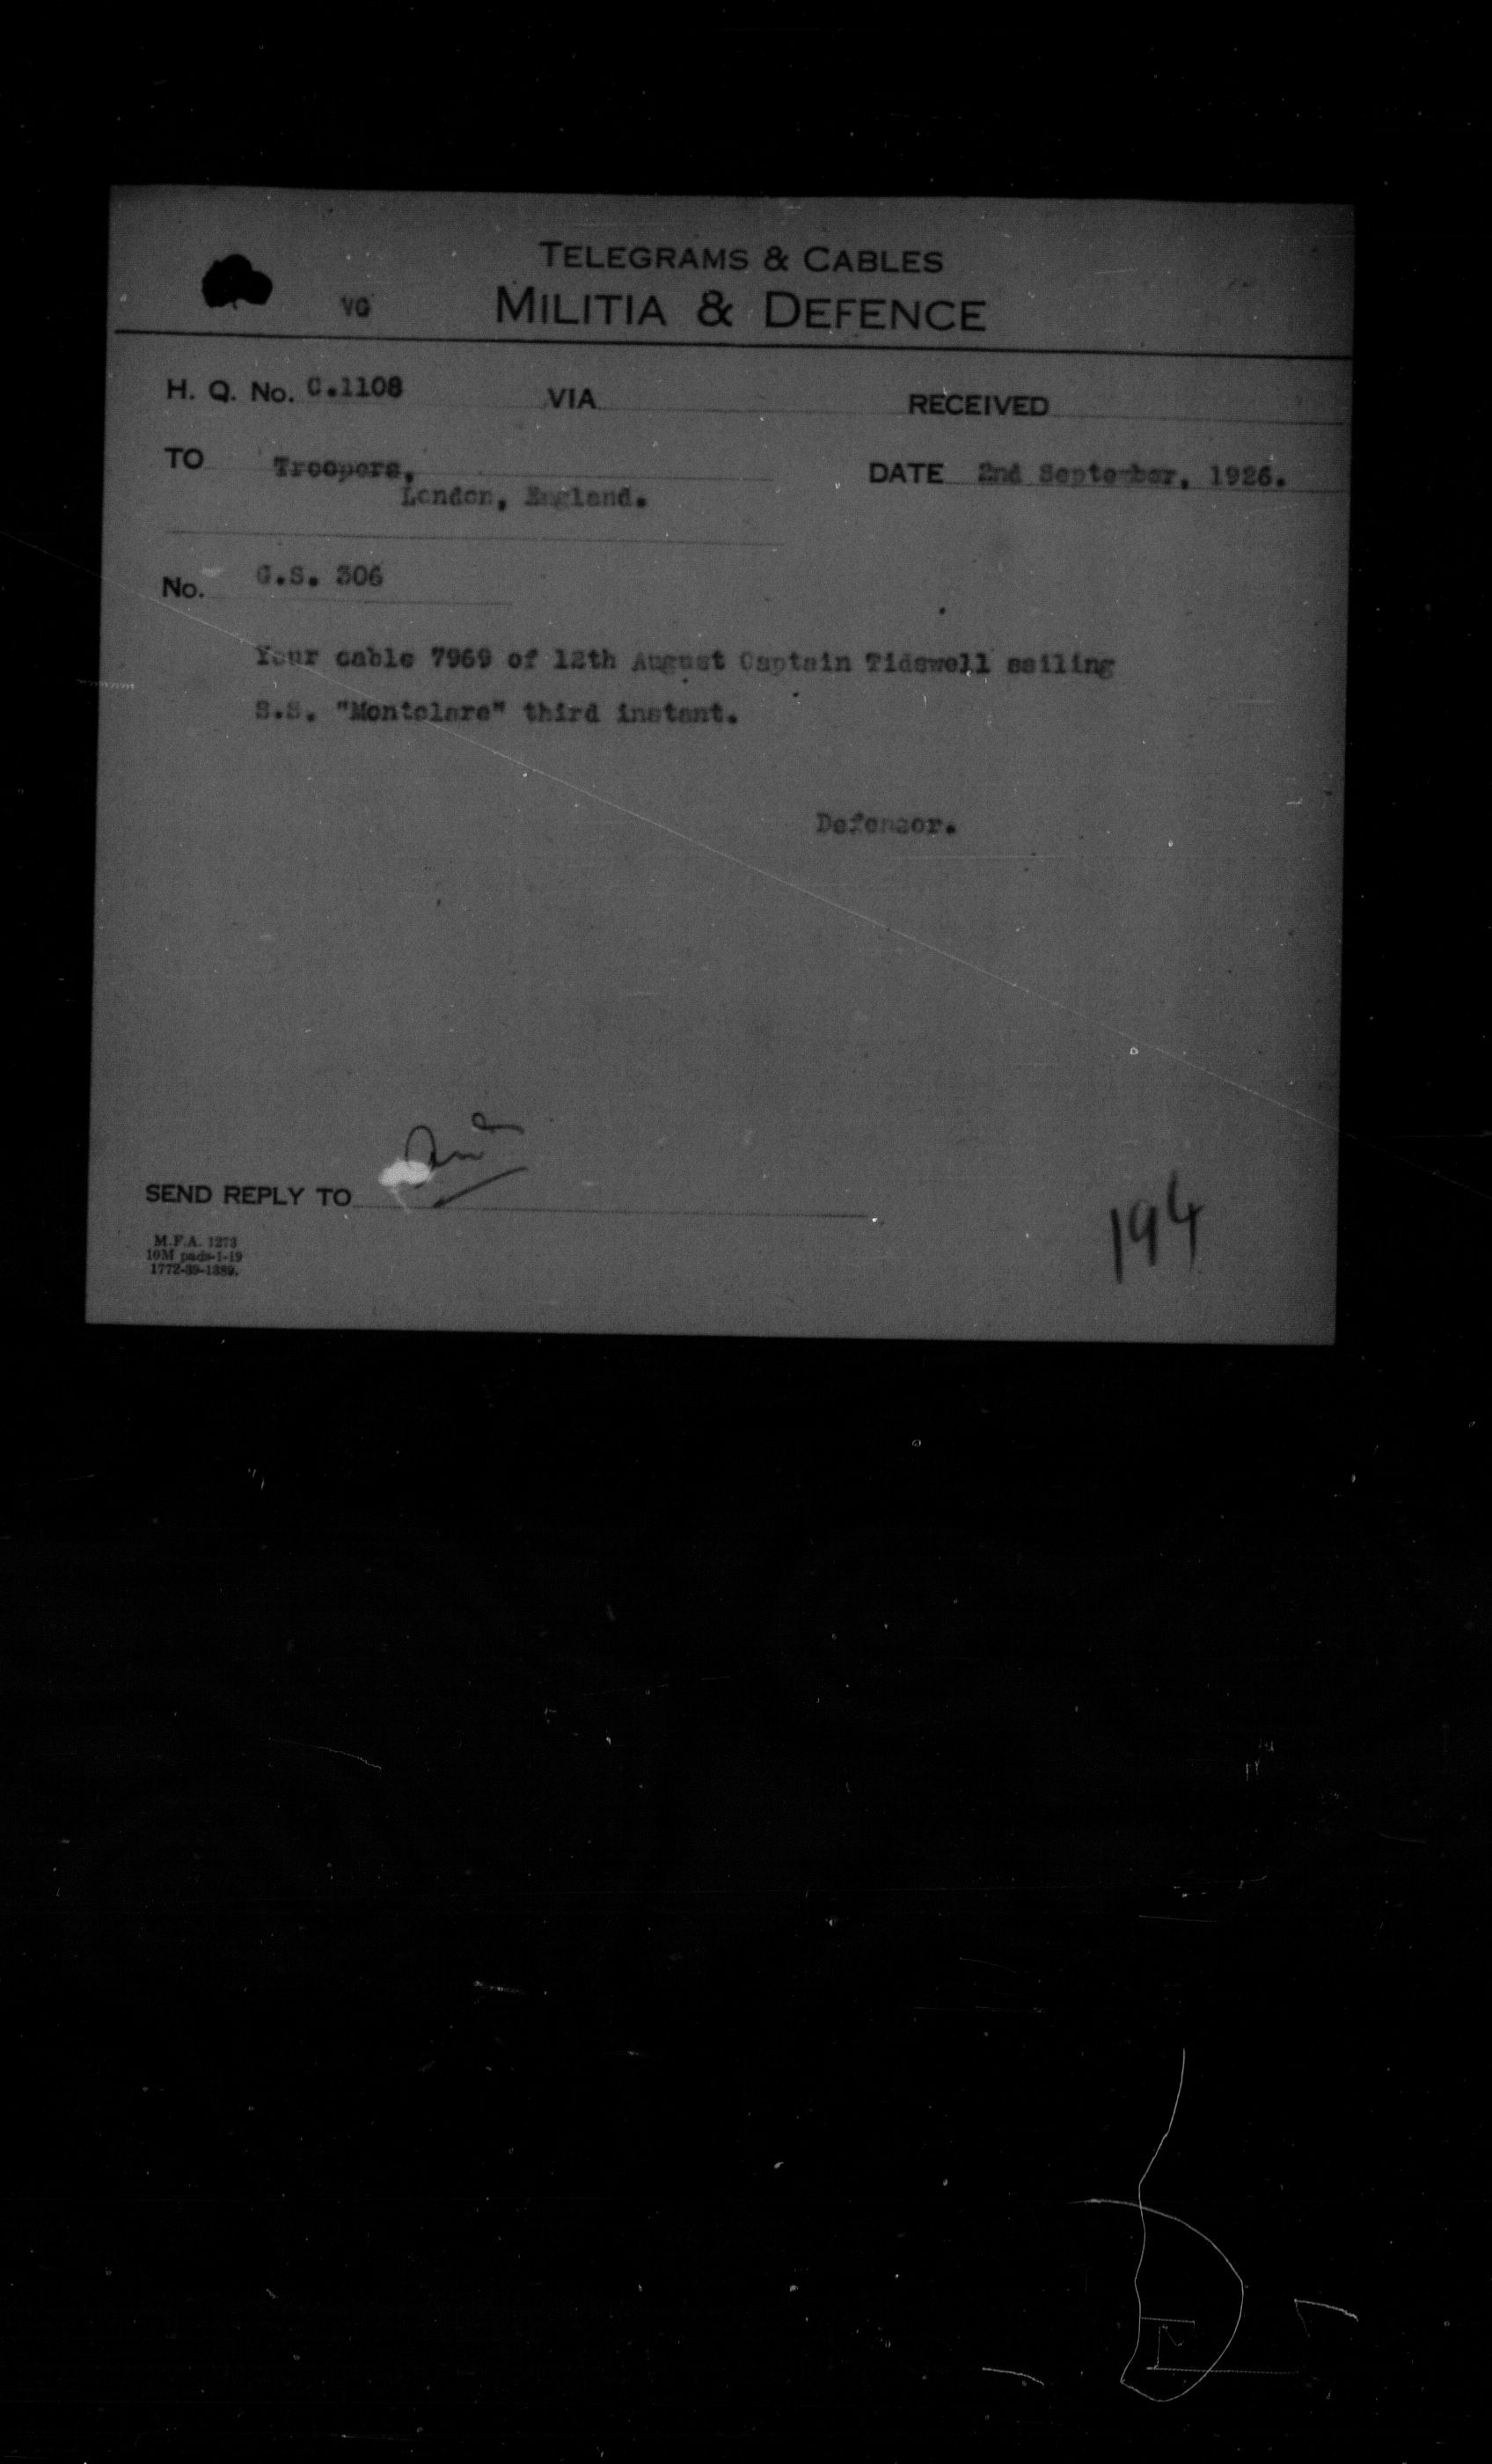 TELEGRAMS & CABLES
VG
MILITIA & DEFENCE
H. Q. No. C.1108 VIA RECEIVED
TO Troopers, DATE 2nd September, 1926.
London, England.
No. G.S. 306
Your cable 7969 of 12th August Captain Tidswell sailing
S.S. "Montclare" third instant.
Defensor.
SEND REPLY TO
194
M.F.A. 1273
10M pads-1-19
1772-39-1389.